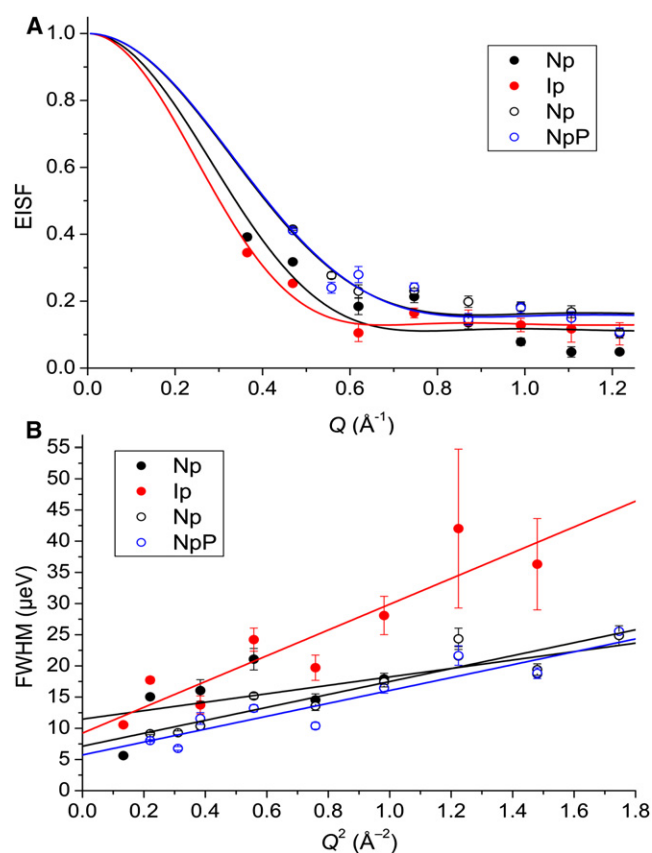 A
1.0
0.8
0.6
0.4
0.2
0.0
EISF
Np
Ip
Np
NpP
0.0 0.2 0.4 0.6 0.8 1.0 1.2
Q (Å⁻¹)
B
55
50
45
40
35
30
25
20
15
10
5
0
FWHM (µeV)
Np
Ip
Np
NpP
0.0 0.2 0.4 0.6 0.8 1.0 1.2 1.4 1.6 1.8
Q² (Å⁻²)